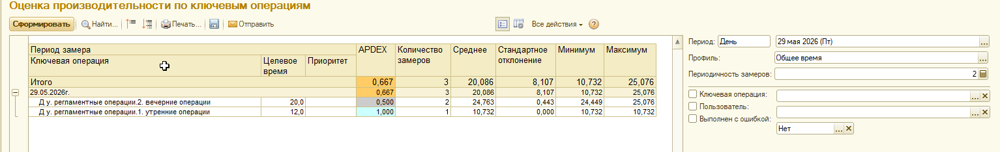 Оценка производительности по ключевым операциям
Сформировать Найти... Печать... Отправить Все действия ?
Период замера APDEX Количество замеров Среднее Стандартное отклонение Минимум Максимум
Ключевая операция Целевое время Приоритет
Итого 0,667 3 20,086 8,107 10,732 25,076
29.05.2026г. 0,667 3 20,086 8,107 10,732 25,076
Д у. регламентные операции.2. вечерние операции 20,0 0,500 2 24,763 0,443 24,449 25,076
Д у. регламентные операции.1. утренние операции 12,0 1,000 1 10,732 0,000 10,732 10,732
Период: День 29 мая 2026 (Пт) ...
Профиль: Общее время ...
Периодичность замеров: 2
Ключевая операция: ... ×
Пользователь: ... ×
Выполнен с ошибкой:
Нет ... ×